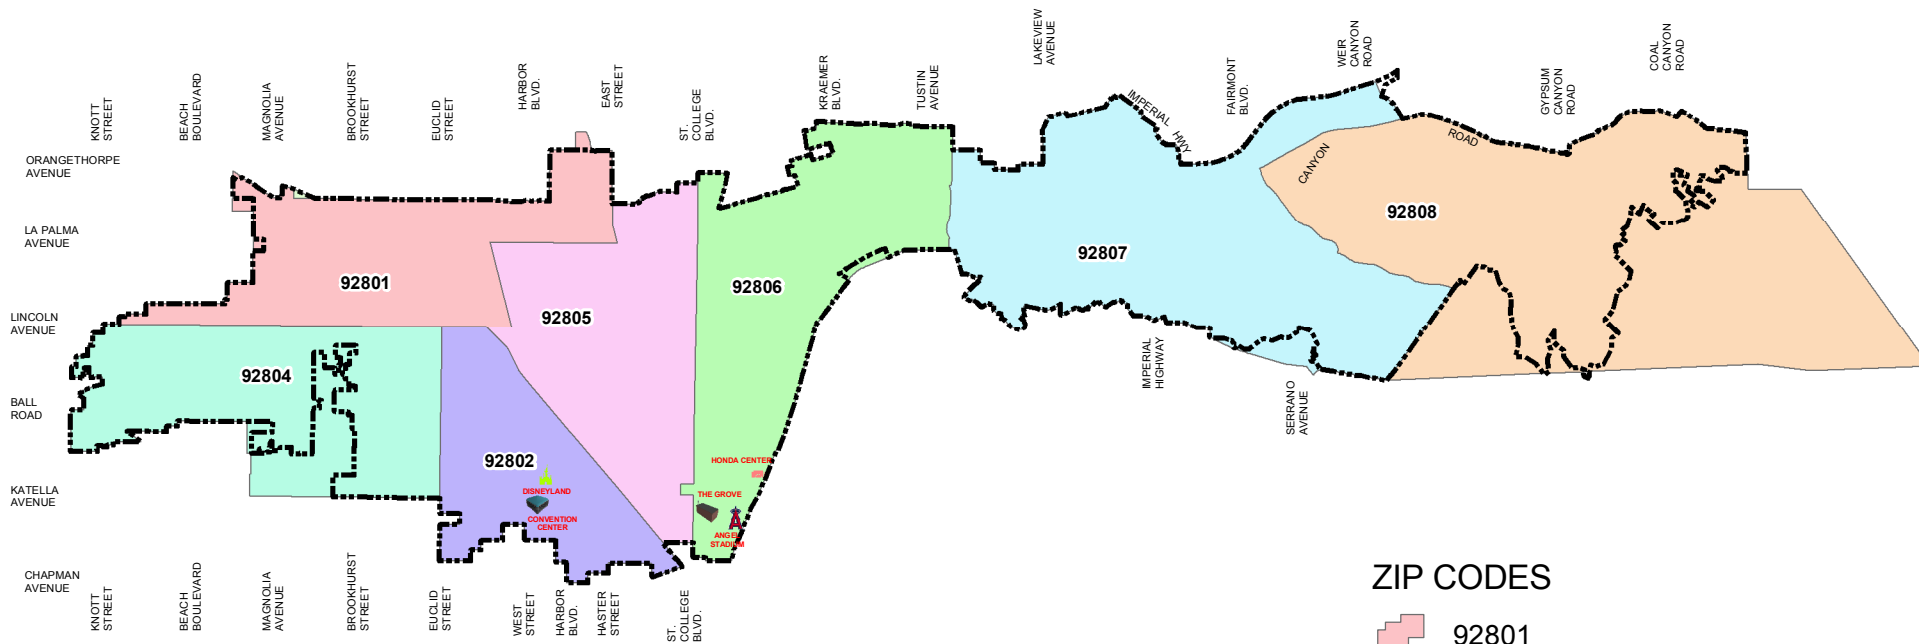 KNOTT
STREET
BEACH
BOULEVARD
MAGNOLIA
AVENUE
BROOKHURST
STREET
EUCLID
STREET
HARBOR
BLVD.
EAST
STREET
ST.
COLLEGE
BLVD.
KRAEMER
BLVD.
TUSTIN
AVENUE
LAKEVIEW
AVENUE
IMPERIAL HWY
FAIRMONT
BLVD.
WEIR
CANYON
ROAD
CANYON
ROAD
GYPSUM
CANYON
ROAD
COAL
CANYON
ROAD
ORANGETHORPE
AVENUE
LA PALMA
AVENUE
LINCOLN
AVENUE
BALL
ROAD
KATELLA
AVENUE
CHAPMAN
AVENUE
92801
92805
92806
92807
92808
92804
92802
DISNEYLAND
CONVENTION
CENTER
HONDA CENTER
THE GROVE
A
ANGEL
STADIUM
IMPERIAL
HIGHWAY
SERRANO
AVENUE
KNOTT
STREET
BEACH
BOULEVARD
MAGNOLIA
AVENUE
BROOKHURST
STREET
EUCLID
STREET
WEST
STREET
HARBOR
BLVD.
HASTER
STREET
ST.
COLLEGE
BLVD.
ZIP CODES
92801